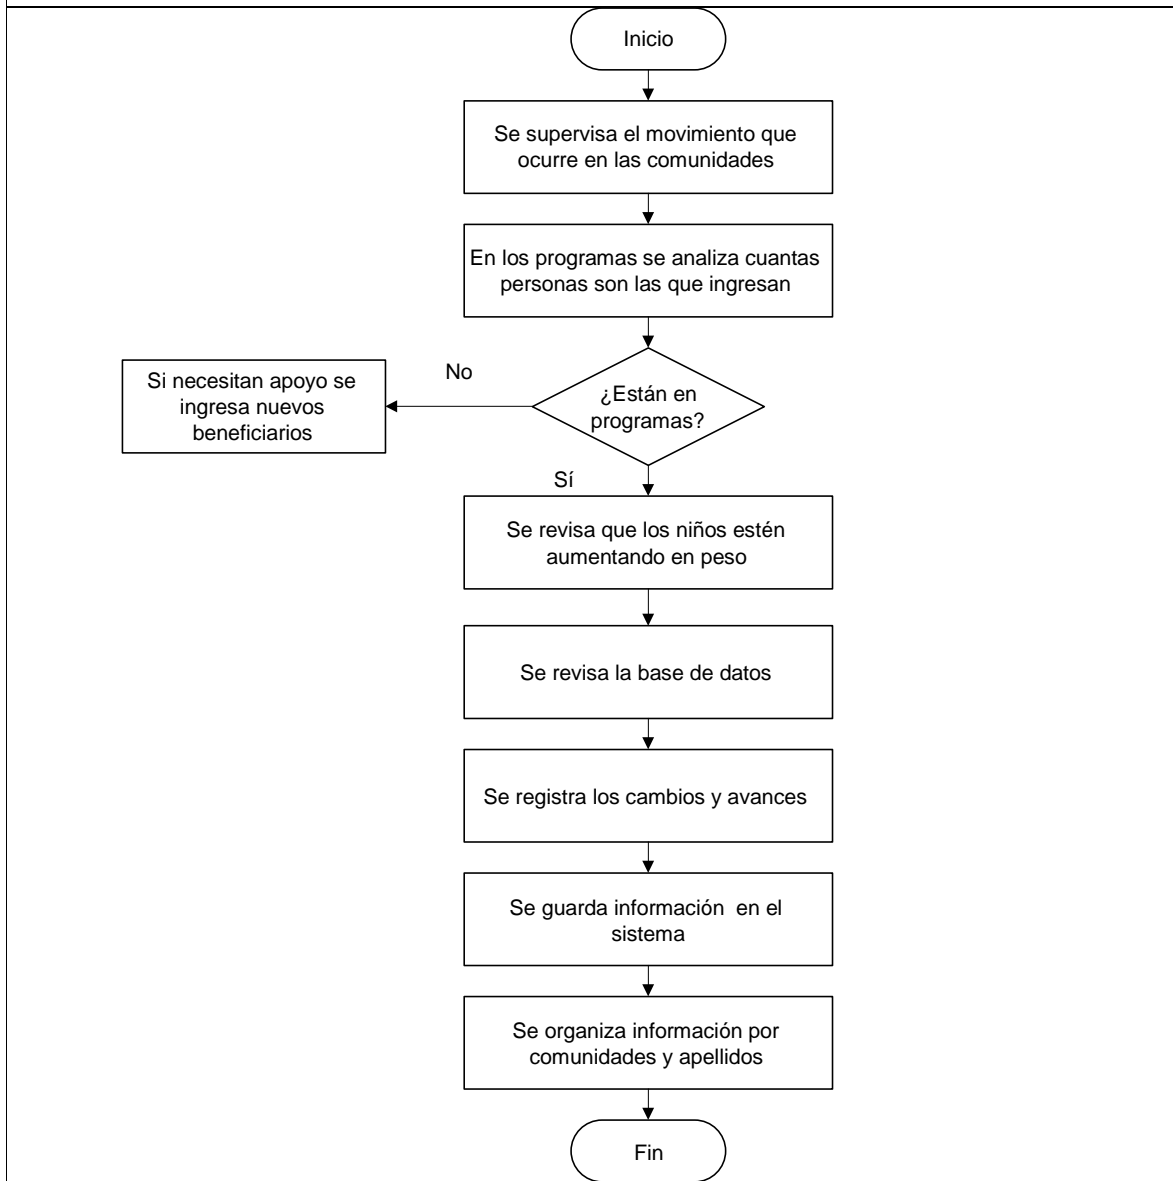 Inicio
Se supervisa el movimiento que
ocurre en las comunidades
En los programas se analiza cuantas
personas son las que ingresan
¿Están en
programas?
No
Si necesitan apoyo se
ingresa nuevos
beneficiarios
Sí
Se revisa que los niños estén
aumentando en peso
Se revisa la base de datos
Se registra los cambios y avances
Se guarda información  en el
sistema
Se organiza información por
comunidades y apellidos
Fin